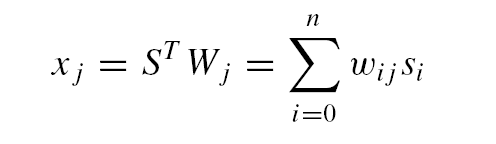 x_j = S^T W_j = \sum_{i=0}^{n} w_{ij} s_i